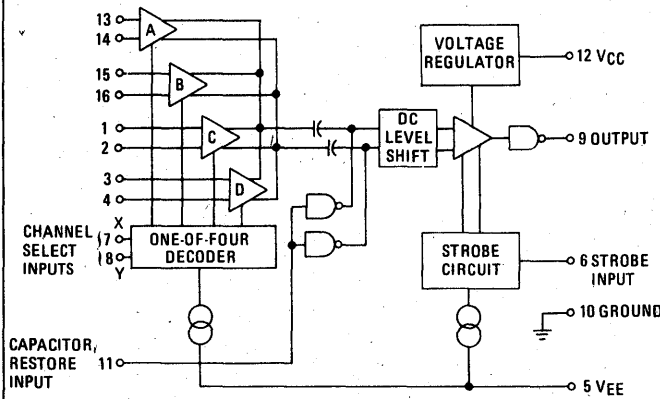 13
14
A
15
16
B
1
2
C
3
4
D
CHANNEL
SELECT
INPUTS
X
7
8
Y
ONE-OF-FOUR
DECODER
CAPACITOR
RESTORE
INPUT
11
DC
LEVEL
SHIFT
VOLTAGE
REGULATOR
12 VCC
9 OUTPUT
STROBE
CIRCUIT
6 STROBE
INPUT
10 GROUND
5 VEE